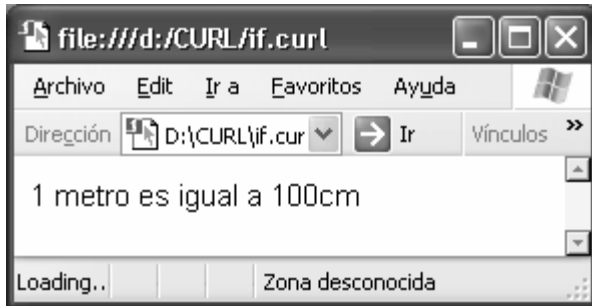 file:///d:/CURL/if.curl
Archivo Edit Ir a Favoritos Ayuda
Dirección D:\CURL\if.cur Ir Vínculos »
1 metro es igual a 100cm
Loading.. Zona desconocida